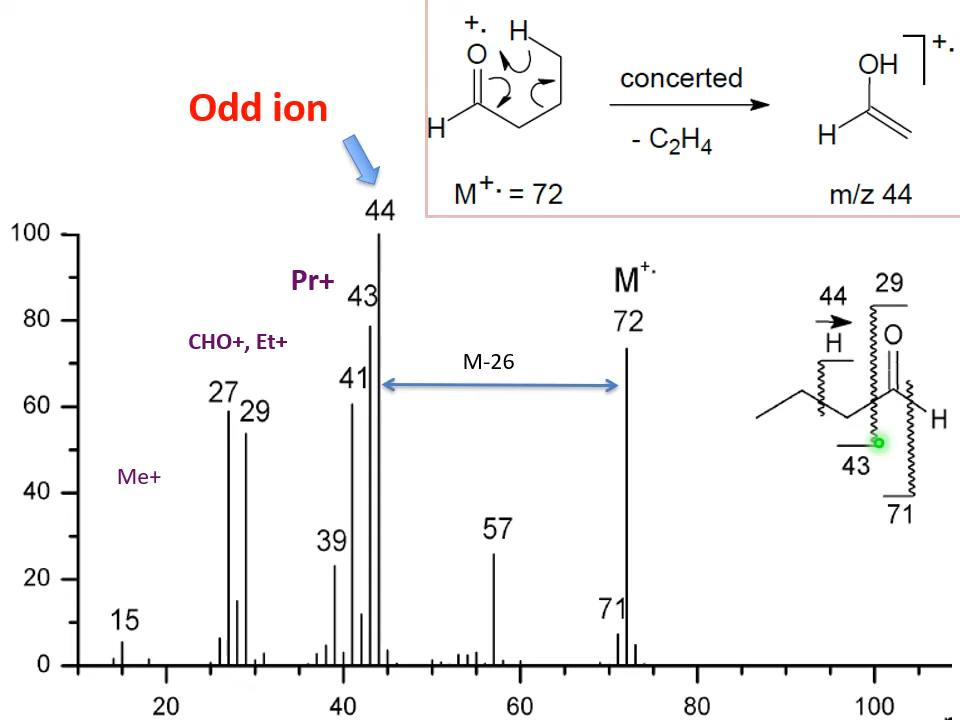 +.
H
O
H
concerted
- C₂H₄
OH
+.
H
M+. = 72
m/z 44
Odd ion
44
100
80
60
40
20
0
Pr+
43
CHO+, Et+
41
27
29
Me+
39
15
M-26
57
71
M+.
72
29
44
H
O
H
43
71
20
40
60
80
100